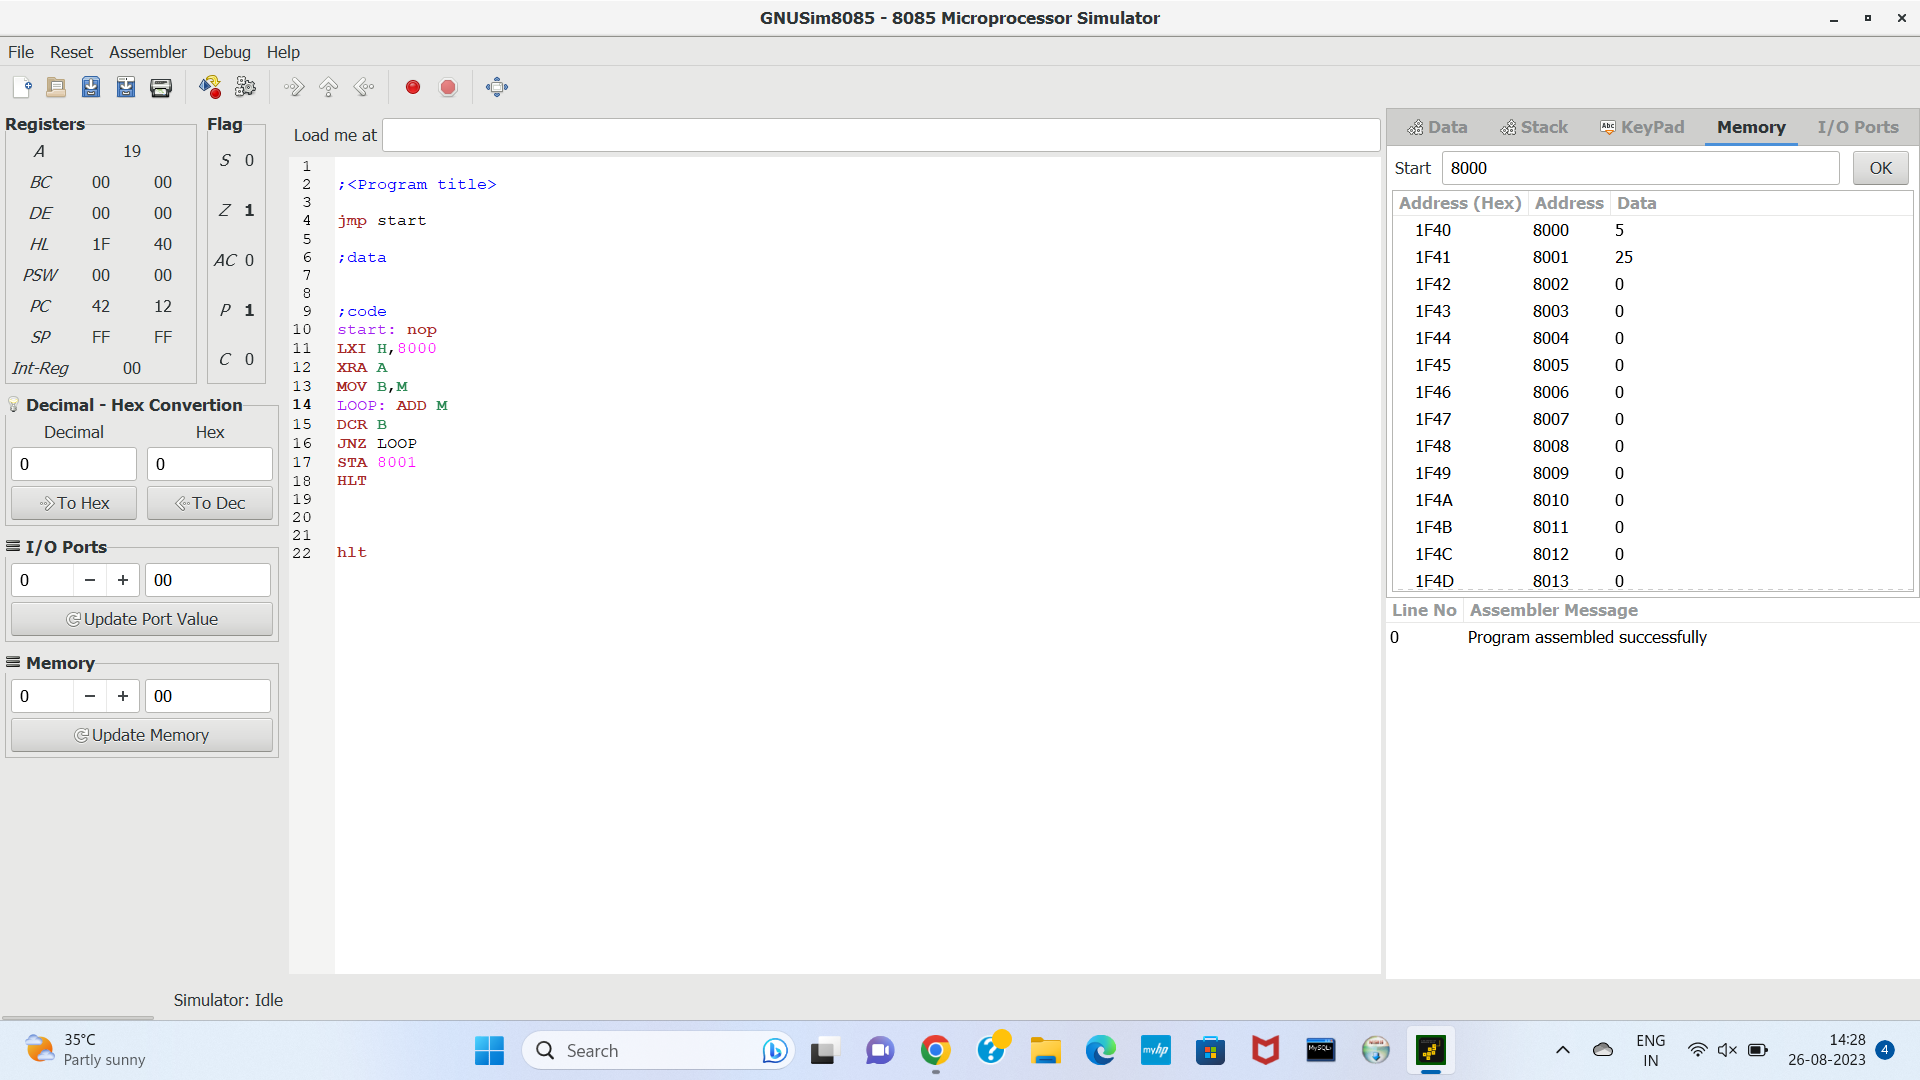 GNUSim8085 - 8085 Microprocessor Simulator
File Reset Assembler Debug Help
Registers
A 19
BC 00 00
DE 00 00
HL 1F 40
PSW 00 00
PC 42 12
SP FF FF
Int-Reg 00
Flag
S 0
Z 1
AC 0
P 1
C 0
Decimal - Hex Convertion
Decimal Hex
0 0
To Hex To Dec
I/O Ports
0 − + 00
Update Port Value
Memory
0 − + 00
Update Memory
Load me at
1
2 ;<Program title>
3
4 jmp start
5
6 ;data
7
8
9 ;code
10 start: nop
11 LXI H,8000
12 XRA A
13 MOV B,M
14 LOOP: ADD M
15 DCR B
16 JNZ LOOP
17 STA 8001
18 HLT
19
20
21
22 hlt
Data Stack Abc KeyPad Memory I/O Ports
Start 8000 OK
Address (Hex) Address Data
1F40 8000 5
1F41 8001 25
1F42 8002 0
1F43 8003 0
1F44 8004 0
1F45 8005 0
1F46 8006 0
1F47 8007 0
1F48 8008 0
1F49 8009 0
1F4A 8010 0
1F4B 8011 0
1F4C 8012 0
1F4D 8013 0
Line No Assembler Message
0 Program assembled successfully
Simulator: Idle
35°C
Partly sunny
Search
myhp
MySQL
ENG
IN
14:28
26-08-2023
4